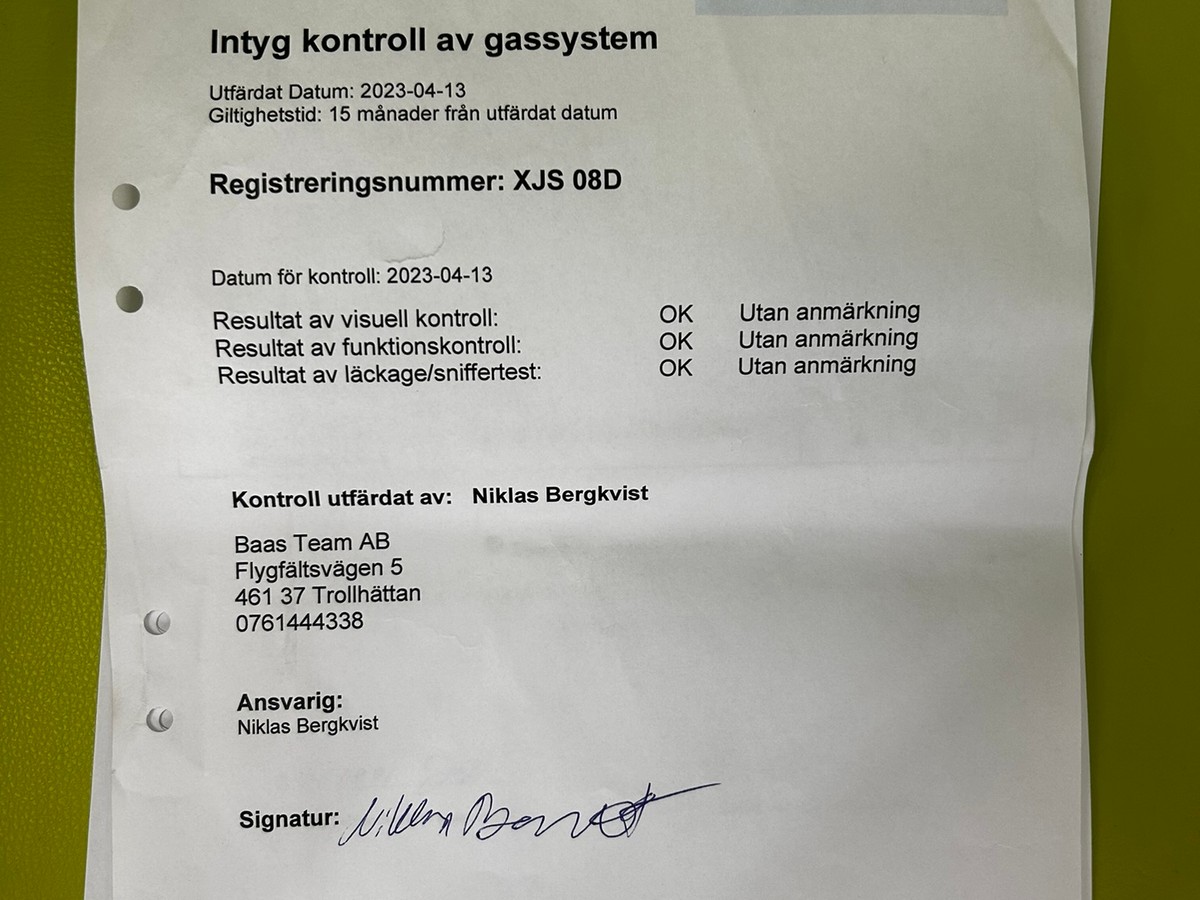 Intyg kontroll av gassystem
Utfärdat Datum: 2023-04-13
Giltighetstid: 15 månader från utfärdat datum
Registreringsnummer: XJS 08D
Datum för kontroll: 2023-04-13
Resultat av visuell kontroll: OK Utan anmärkning
Resultat av funktionskontroll: OK Utan anmärkning
Resultat av läckage/sniffertest: OK Utan anmärkning
Kontroll utfärdat av: Niklas Bergkvist
Baas Team AB
Flygfältsvägen 5
461 37 Trollhättan
0761444338
Ansvarig:
Niklas Bergkvist
Signatur: